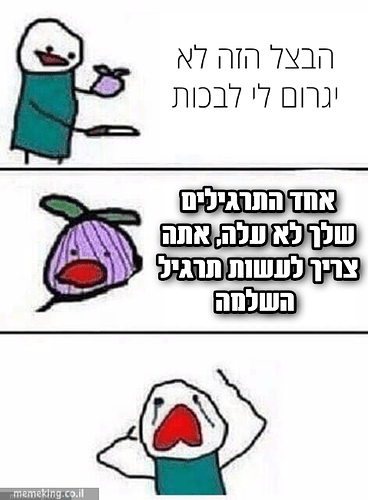 הבצל הזה לא
יגרום לי לבכות
אחד התרגילים
שלך לא עלה, אתה
צריך לעשות תרגיל
השלמה
memeking.co.il